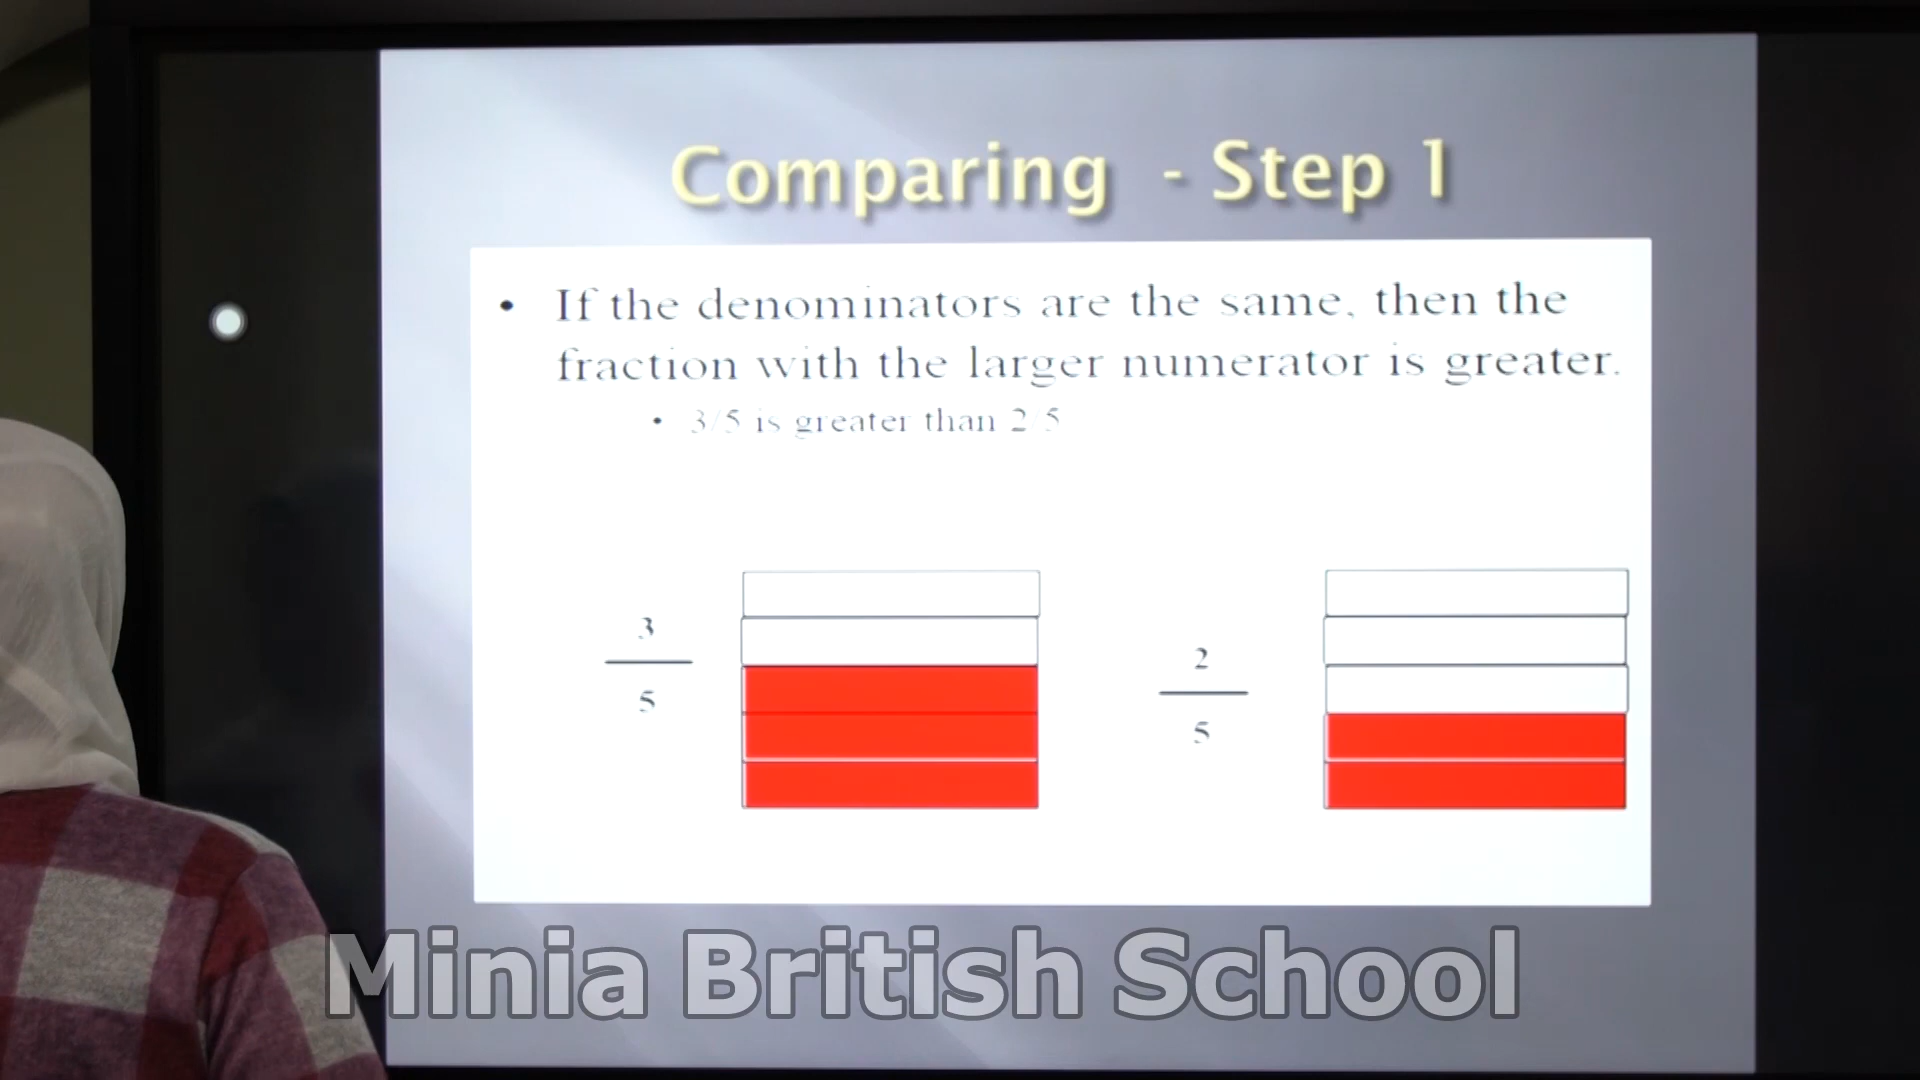 Comparing - Step 1
• If the denominators are the same, then the
fraction with the larger numerator is greater.
• 3/5 is greater than 2/5
3
5
2
5
Minia British School